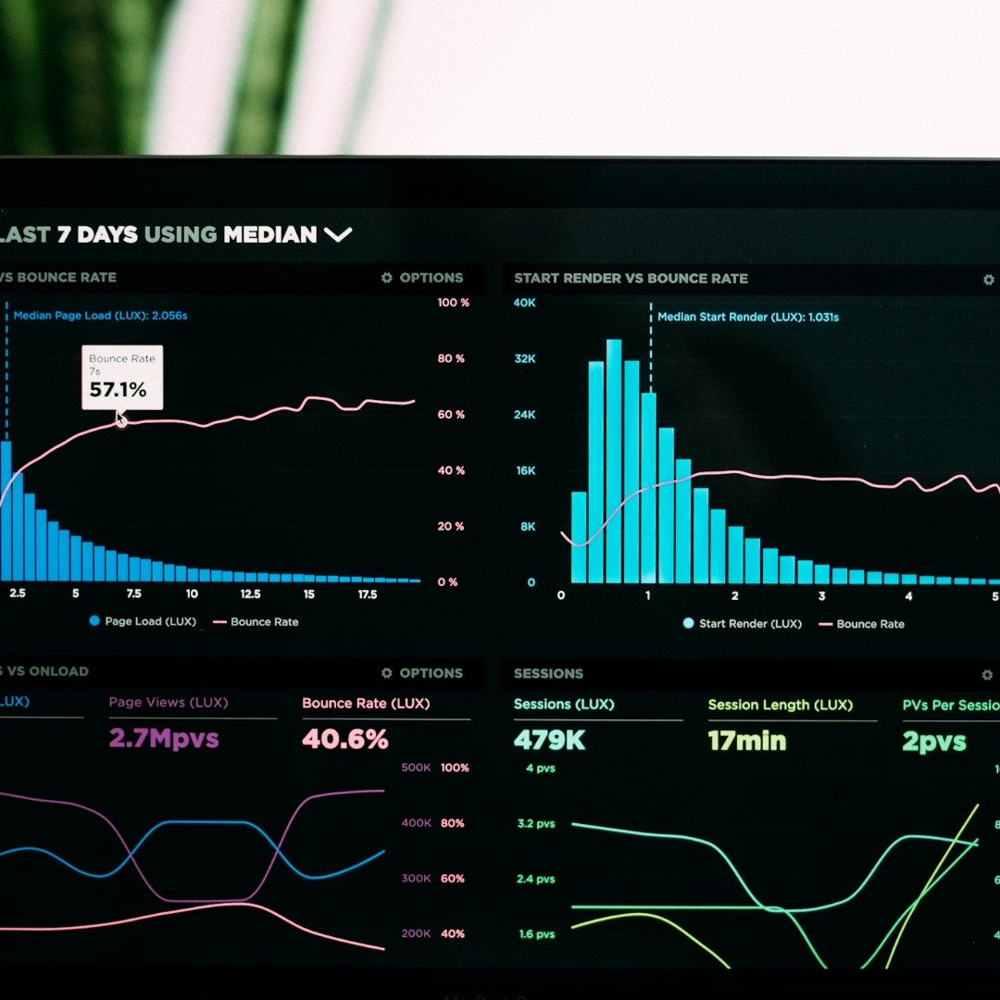 LAST 7 DAYS USING MEDIAN
VS BOUNCE RATE
OPTIONS
Median Page Load (LUX): 2.056s
Bounce Rate
7s
57.1%
100 %
80 %
60 %
40 %
20 %
0 %
2.5 5 7.5 10 12.5 15 17.5
Page Load (LUX) Bounce Rate
START RENDER VS BOUNCE RATE
Median Start Render (LUX): 1.031s
40K
32K
24K
16K
8K
0
0 1 2 3 4 5
Start Render (LUX) Bounce Rate
S VS ONLOAD
OPTIONS
LUX) Page Views (LUX) Bounce Rate (LUX)
2.7Mpvs 40.6%
500K 100%
400K 80%
300K 60%
200K 40%
SESSIONS
Sessions (LUX) Session Length (LUX) PVs Per Sessio
479K 17min 2pvs
4 pvs
3.2 pvs
2.4 pvs
1.6 pvs